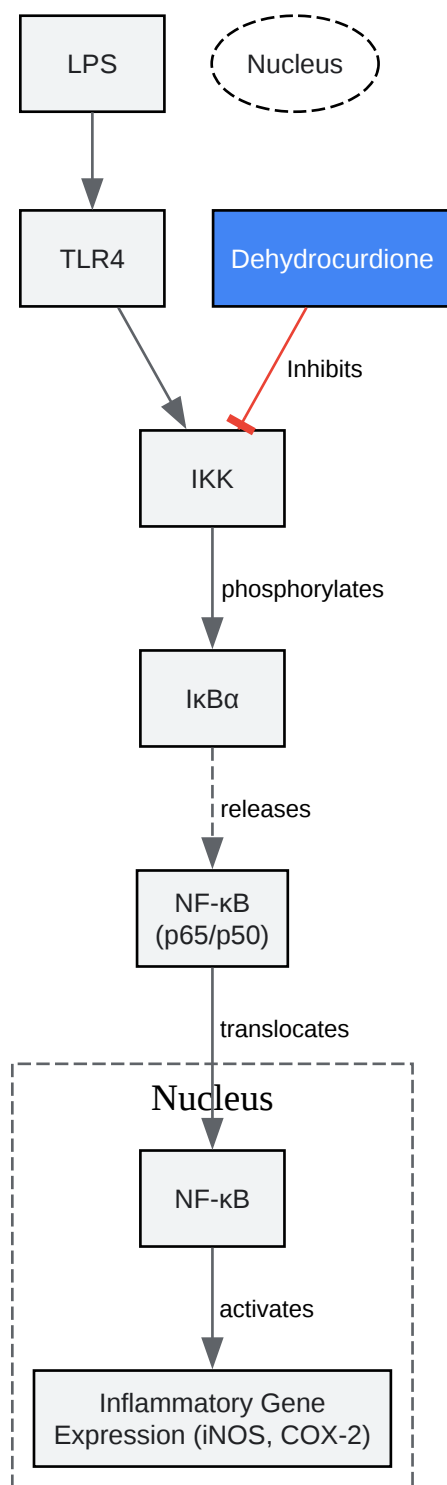 LPS
Nucleus
TLR4
Dehydrocurdione
Inhibits
IKK
phosphorylates
IκBα
releases
NF-κB
(p65/p50)
translocates
Nucleus
NF-κB
activates
Inflammatory Gene
Expression (iNOS, COX-2)